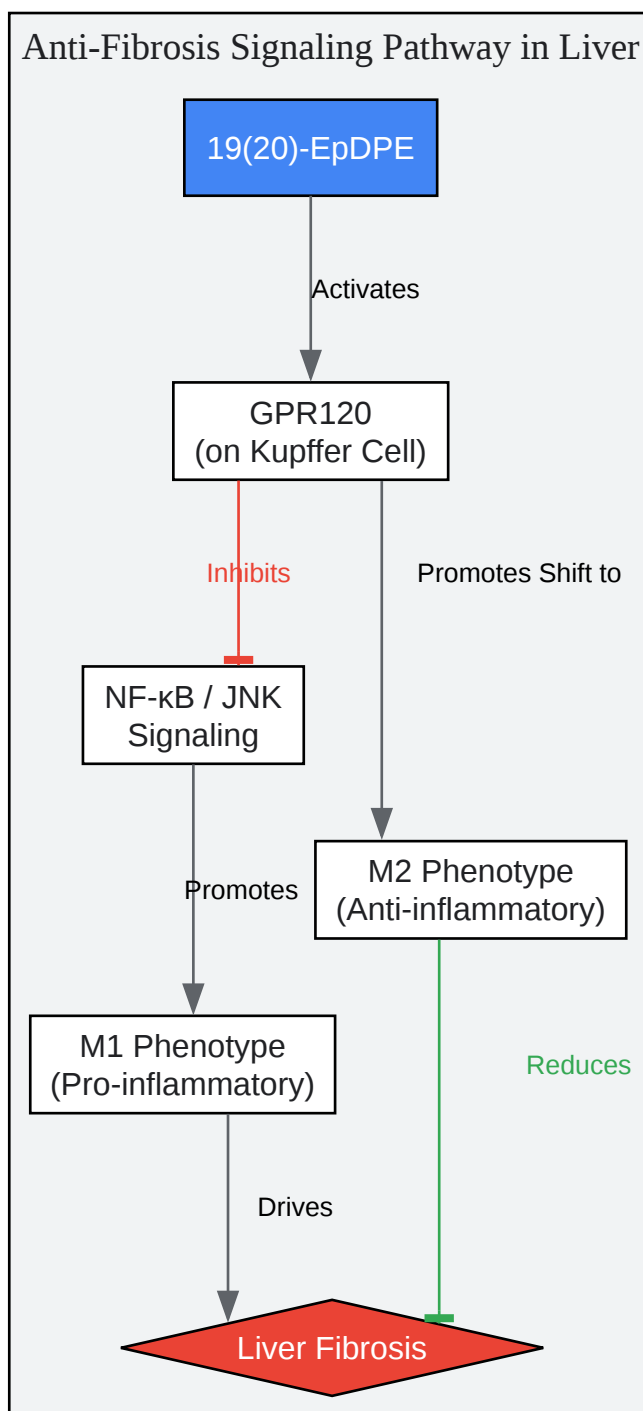 Anti-Fibrosis Signaling Pathway in Liver
19(20)-EpDPE
Activates
GPR120
(on Kupffer Cell)
Inhibits
Promotes Shift to
NF-κB / JNK
Signaling
M2 Phenotype
(Anti-inflammatory)
Promotes
M1 Phenotype
(Pro-inflammatory)
Reduces
Drives
Liver Fibrosis